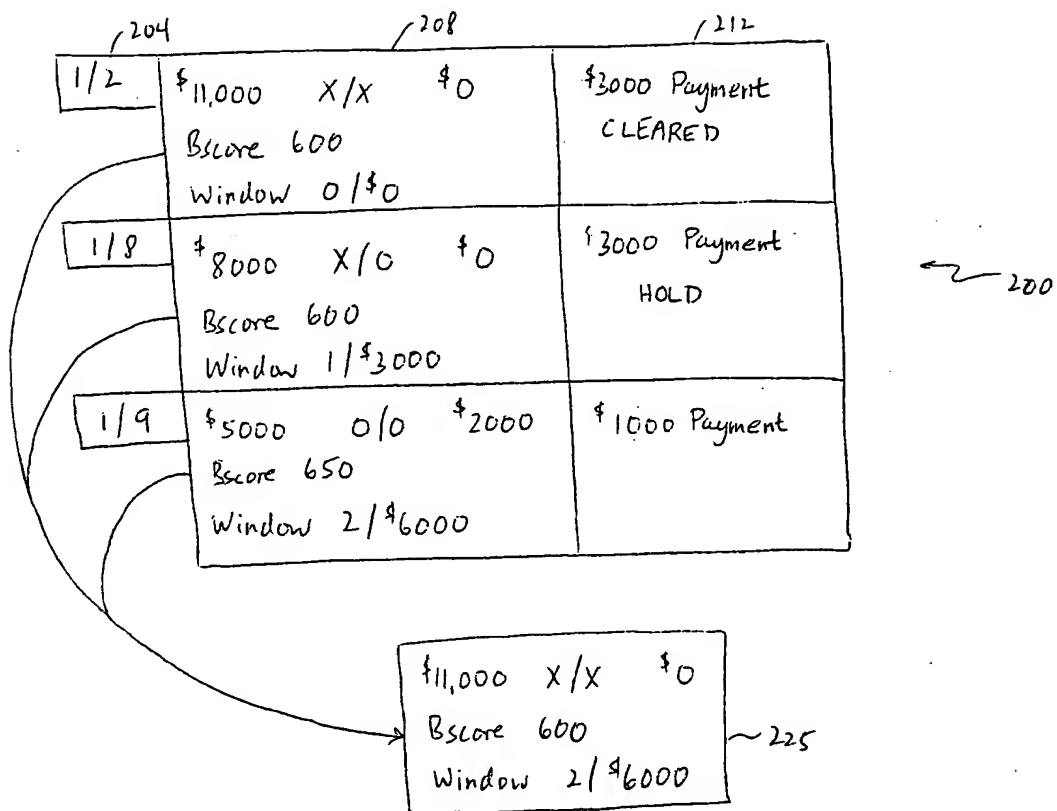 204 208 212
1/2 $11,000 X/X $0 $3000 Payment
Bscore 600 CLEARED
Window 0/$0
1/8 $8000 X/0 $0 $3000 Payment
HOLD
200
Bscore 600
Window 1/$3000
1/9 $5000 0/0 $2000 $1000 Payment
Bscore 650
Window 2/$6000
$11,000 X/X $0
Bscore 600
225
Window 2/$6000